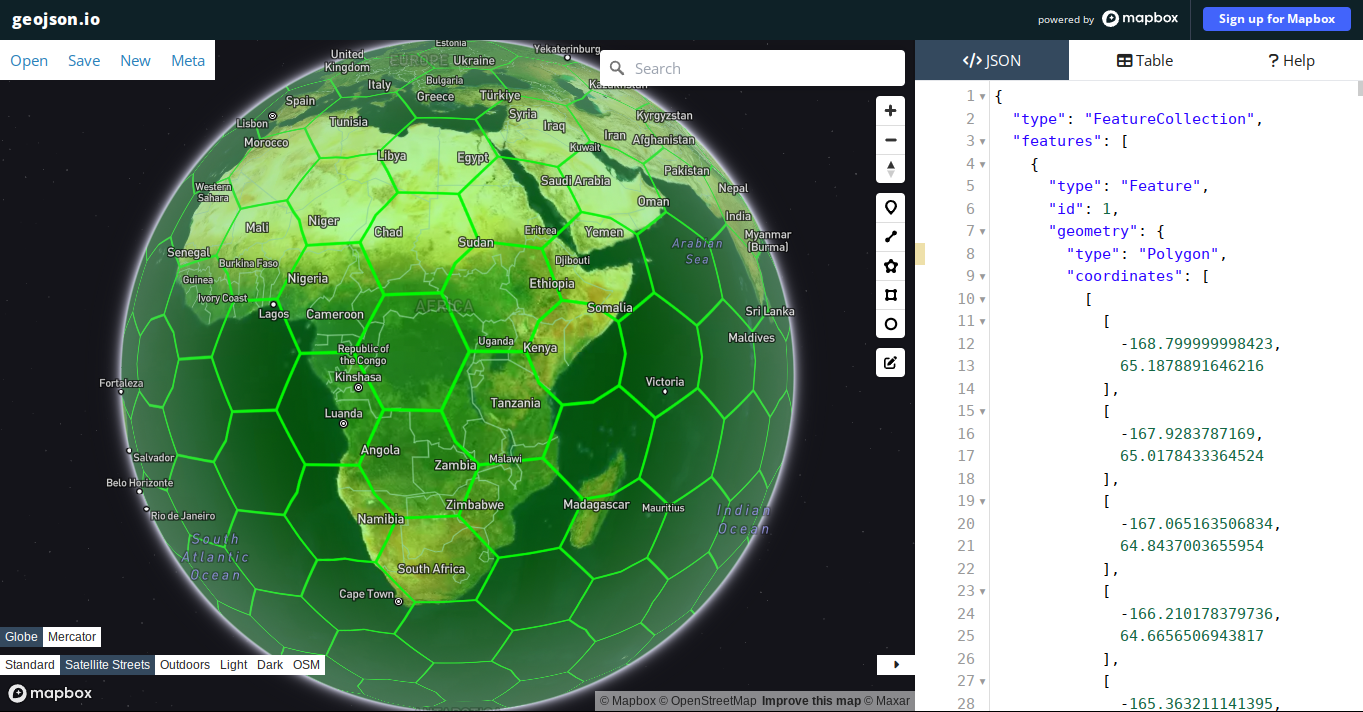 geojson.io
powered by mapbox
Sign up for Mapbox
Open Save New Meta
Search
JSON
Table
? Help
Estonia
United
Kingdom
EUROPE
Ukraine
Yekaterinburg
Kazakhstan
Italy
Bulgaria
Spain
Greece
Türkiye
Lisbon
Tunisia
Syria
Iraq
Kyrgyzstan
Morocco
Iran
Afghanistan
Libya
Egypt
Kuwait
Saudi Arabia
Pakistan
Western
Sahara
Nepal
Oman
India
Mali
Niger
Chad
Sudan
Eritrea
Yemen
Myanmar
(Burma)
Arabian
Sea
Senegal
Burkina Faso
Djibouti
Guinea
Nigeria
Ethiopia
Ivory Coast
AFRICA
Somalia
Lagos
Cameroon
Sri Lanka
Maldives
Uganda
Kenya
Republic of
the Congo
Kinshasa
Fortaleza
Victoria
Luanda
Tanzania
Angola
Zambia
Malawi
Salvador
Belo Horizonte
Zimbabwe
Madagascar
Mauritius
Indian
Ocean
Rio de Janeiro
Namibia
South
Atlantic
Ocean
South Africa
Cape Town
Globe Mercator
Standard Satellite Streets Outdoors Light Dark OSM
mapbox
© Mapbox © OpenStreetMap Improve this map © Maxar
1 {
2 "type": "FeatureCollection",
3 "features": [
4 {
5 "type": "Feature",
6 "id": 1,
7 "geometry": {
8 "type": "Polygon",
9 "coordinates": [
10 [
11 [
12 -168.799999998423,
13 65.1878891646216
14 ],
15 [
16 -167.9283787169,
17 65.0178433364524
18 ],
19 [
20 -167.065163506834,
21 64.8437003655954
22 ],
23 [
24 -166.210178379736,
25 64.6656506943817
26 ],
27 [
28 -165.363211141395,